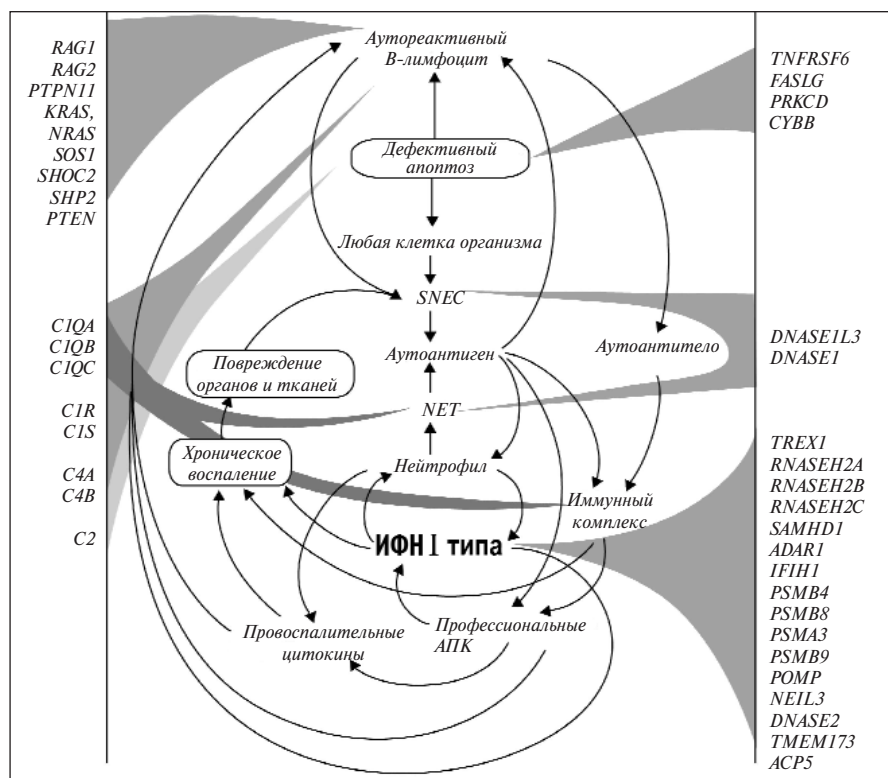 RAG1
RAG2
PTPN11
KRAS,
NRAS
SOS1
SHOC2
SHP2
PTEN
C1QA
C1QB
C1QC
C1R
C1S
C4A
C4B
C2
Аутореактивный
В-лимфоцит
Дефективный
апоптоз
Любая клетка организма
SNEC
Аутоантиген
Аутоантитело
Повреждение
органов и тканей
NET
Хроническое
воспаление
Нейтрофил
Иммунный
комплекс
ИФН I типа
Провоспалительные
цитокины
Профессиональные
АПК
TNFRSF6
FASLG
PRKCD
CYBB
DNASE1L3
DNASE1
TREX1
RNASEH2A
RNASEH2B
RNASEH2C
SAMHD1
ADAR1
IFIH1
PSMB4
PSMB8
PSMA3
PSMB9
POMP
NEIL3
DNASE2
TMEM173
ACP5